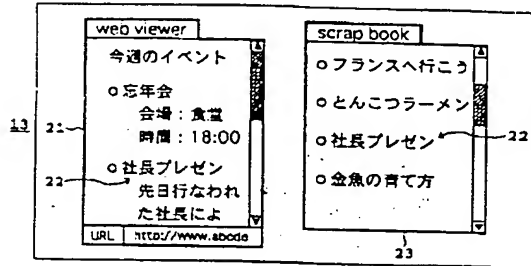 web viewer
今週のイベント
○忘年会
会場：食堂
時間：18:00
○社長プレゼン
先日行なわれ
た社長によ
URL http://www.abcde
scrap book
○フランスへ行こう
○とんこつラーメン
○社長プレゼン
○金魚の育て方
13
21
22
22
23